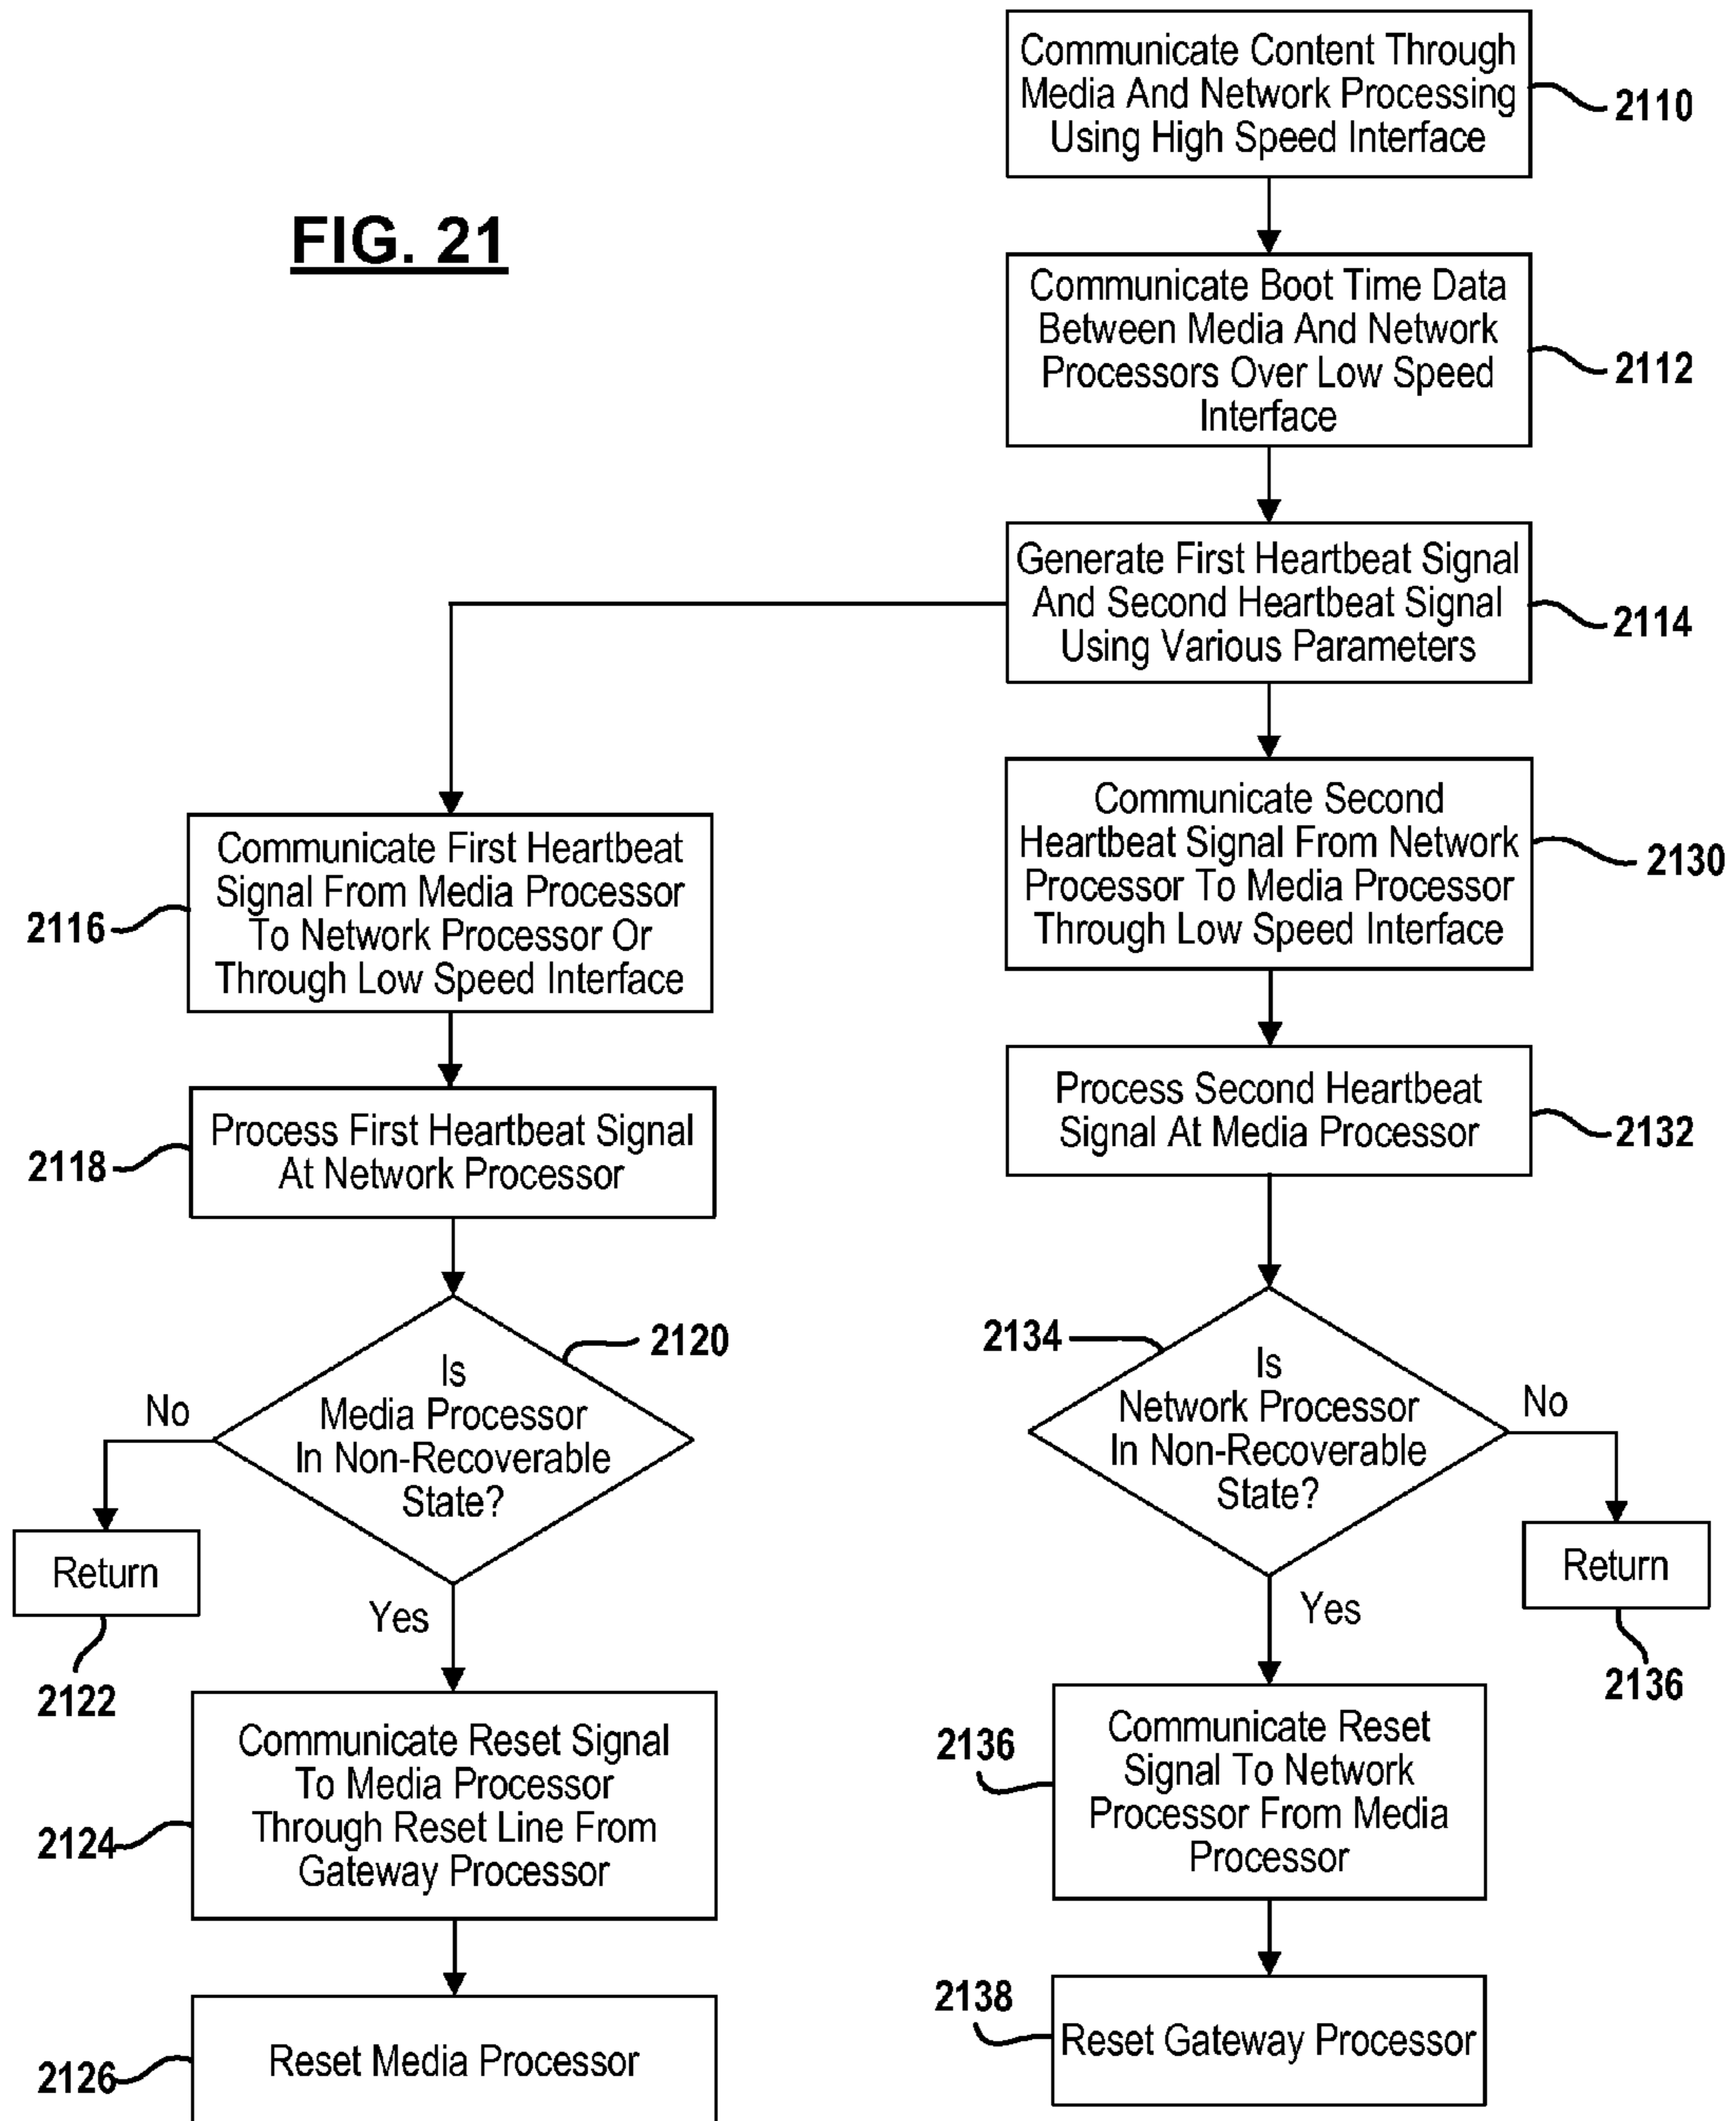 FIG. 21
Communicate Content Through
Media And Network Processing
Using High Speed Interface
2110
Communicate Boot Time Data
Between Media And Network
Processors Over Low Speed
Interface
2112
Generate First Heartbeat Signal
And Second Heartbeat Signal
Using Various Parameters
2114
Communicate First Heartbeat
Signal From Media Processor
To Network Processor Or
Through Low Speed Interface
2116
Process First Heartbeat Signal
At Network Processor
2118
Is
Media Processor
In Non-Recoverable
State?
2120
No
Return
2122
Yes
Communicate Reset Signal
To Media Processor
Through Reset Line From
Gateway Processor
2124
Reset Media Processor
2126
Communicate Second
Heartbeat Signal From Network
Processor To Media Processor
Through Low Speed Interface
2130
Process Second Heartbeat
Signal At Media Processor
2132
Is
Network Processor
In Non-Recoverable
State?
2134
No
Return
2136
Yes
Communicate Reset
Signal To Network
Processor From Media
Processor
2136
Reset Gateway Processor
2138